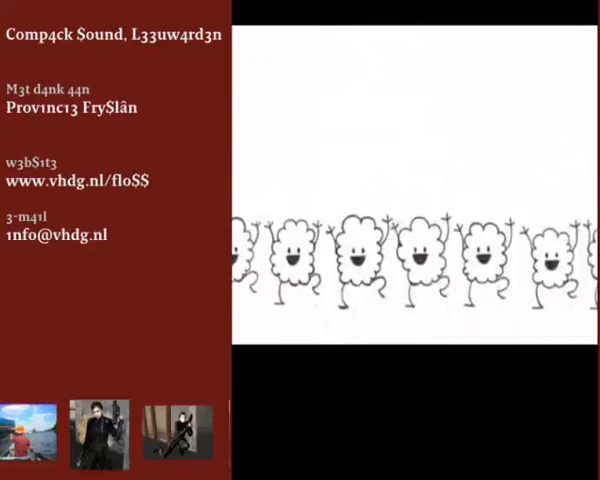 Comp4ck $ound, L33uw4rd3n
M3t d4nk 44n
Prov1nc13 Fry$lân
w3b$1t3
www.vhdg.nl/flo$$
3-m41l
1nfo@vhdg.nl